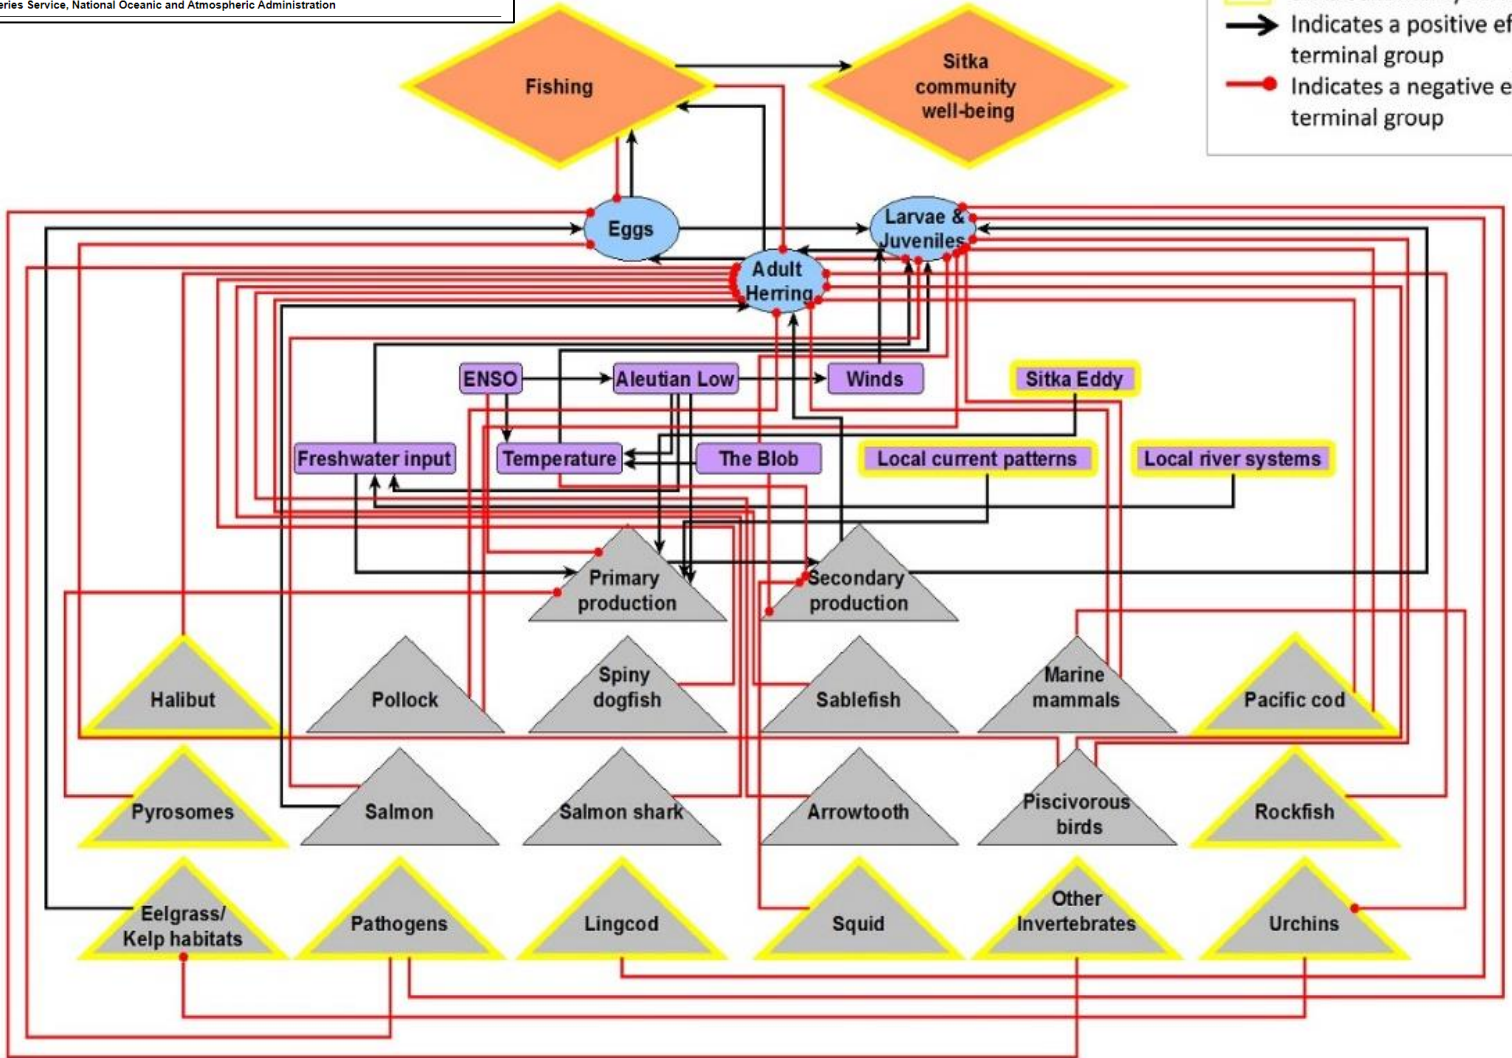 eries Service, National Oceanic and Atmospheric Administration
Indicates a positive ef
terminal group
Indicates a negative e
terminal group
Fishing
Sitka
community
well-being
Eggs
Larvae &
Juveniles
Adult
Herring
ENSO
Aleutian Low
Winds
Sitka Eddy
Freshwater input
Temperature
The Blob
Local current patterns
Local river systems
Primary
production
Secondary
production
Halibut
Pollock
Spiny
dogfish
Sablefish
Marine
mammals
Pacific cod
Pyrosomes
Salmon
Salmon shark
Arrowtooth
Piscivorous
birds
Rockfish
Eelgrass/
Kelp habitats
Pathogens
Lingcod
Squid
Other
Invertebrates
Urchins